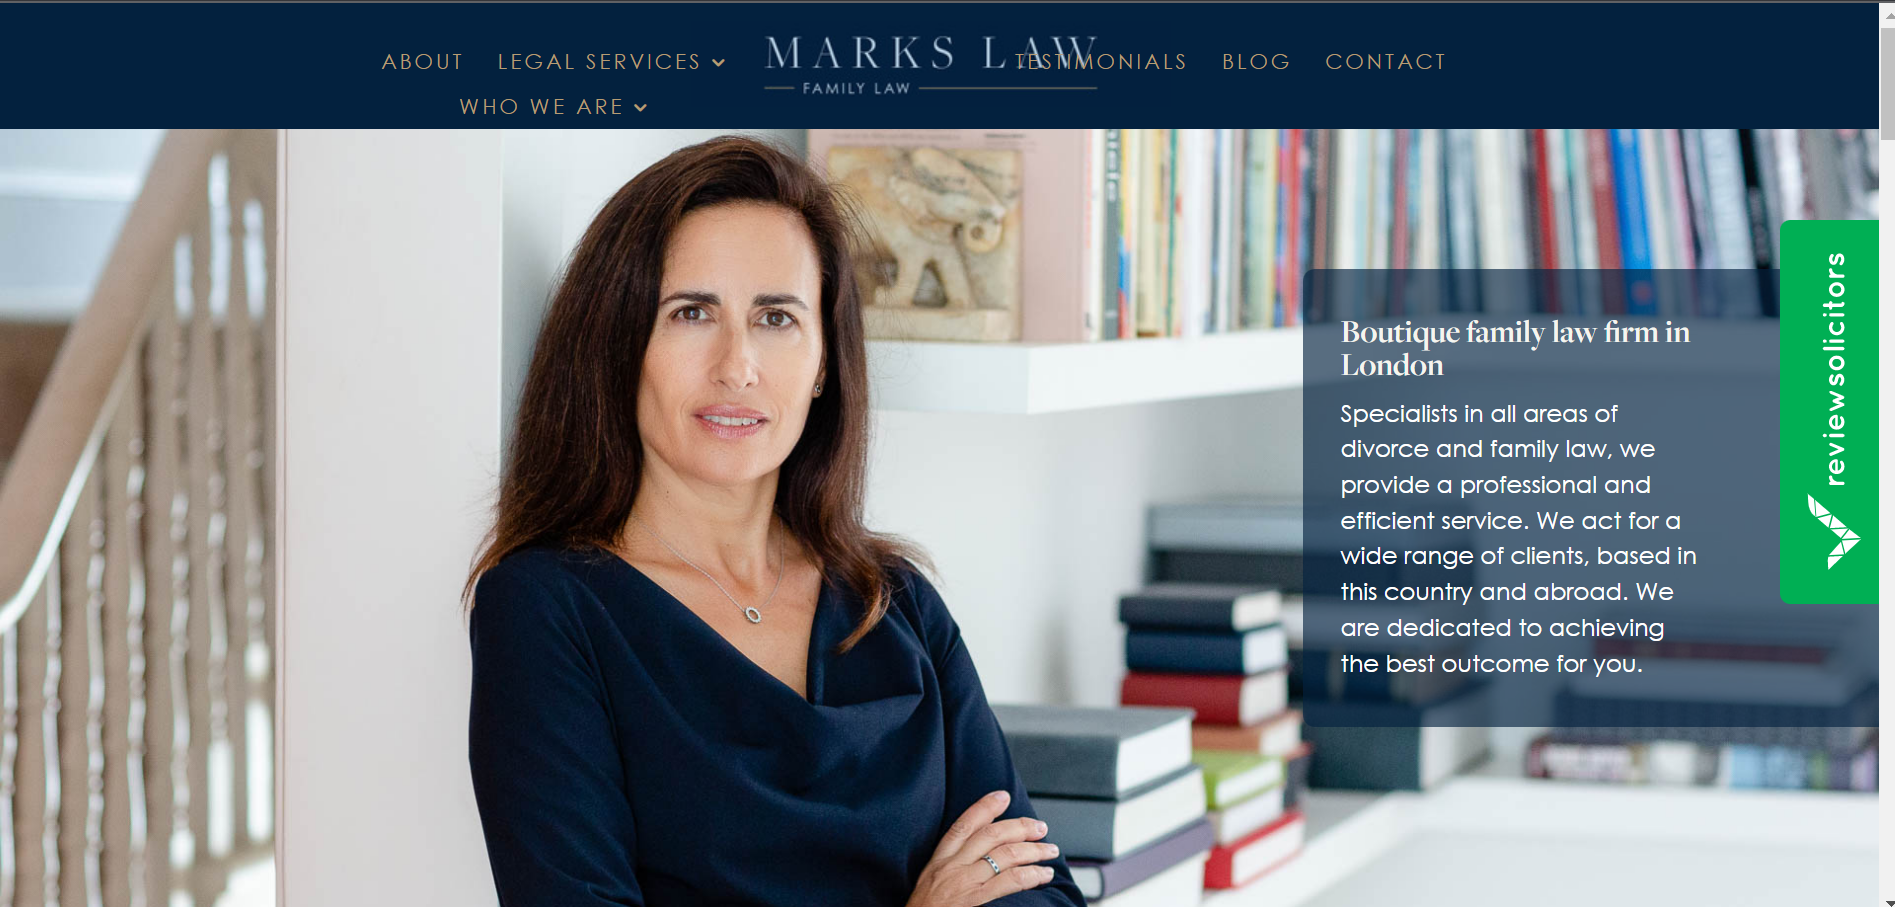 ABOUT LEGAL SERVICES MARKS LAW TESTIMONIALS BLOG CONTACT
WHO WE ARE FAMILY LAW
reviewsolicitors
Boutique family law firm in
London
Specialists in all areas of
divorce and family law, we
provide a professional and
efficient service. We act for a
wide range of clients, based in
this country and abroad. We
are dedicated to achieving
the best outcome for you.